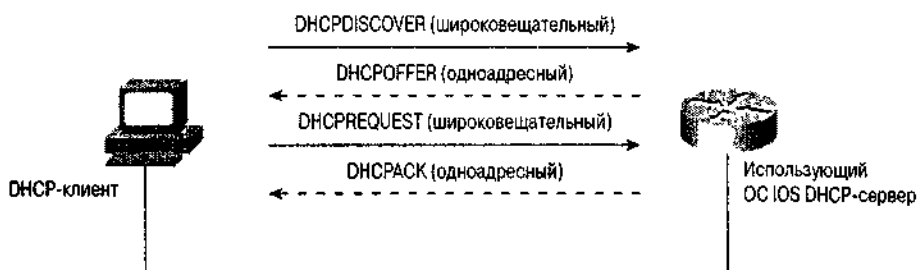 DHCPDISCOVER (широковещательный)
DHCPOFFER (одноадресный)
DHCPREQUEST (широковещательный)
DHCPACK (одноадресный)
DHCP-клиент
Использующий
ОС IOS DHCP-сервер